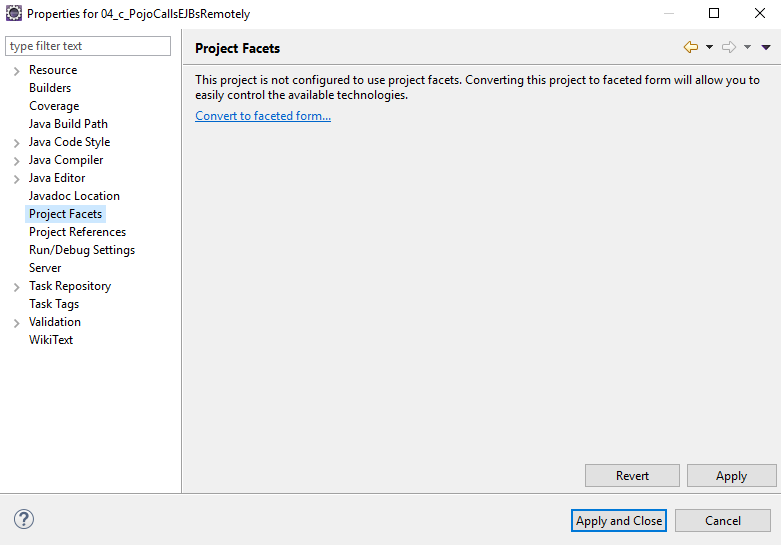 Properties for 04_c_PojoCallsEJBsRemotely
type filter text
Resource
Builders
Coverage
Java Build Path
Java Code Style
Java Compiler
Java Editor
Javadoc Location
Project Facets
Project References
Run/Debug Settings
Server
Task Repository
Task Tags
Validation
WikiText
Project Facets
This project is not configured to use project facets. Converting this project to faceted form will allow you to
easily control the available technologies.
Convert to faceted form...
Revert
Apply
Apply and Close
Cancel